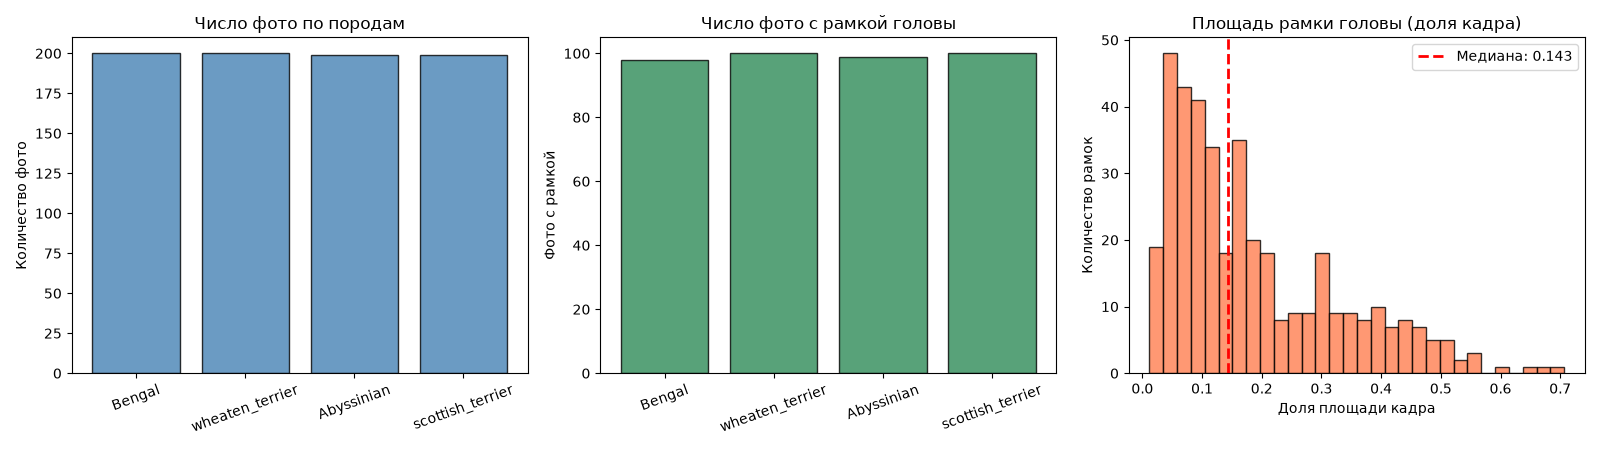 Число фото по породам
Количество фото
200
175
150
125
100
75
50
25
0
Bengal
wheaten_terrier
Abyssinian
scottish_terrier
Число фото с рамкой головы
Фото с рамкой
100
80
60
40
20
0
Bengal
wheaten_terrier
Abyssinian
scottish_terrier
Площадь рамки головы (доля кадра)
Количество рамок
50
40
30
20
10
0
Медиана: 0.143
0.0
0.1
0.2
0.3
0.4
0.5
0.6
0.7
Доля площади кадра